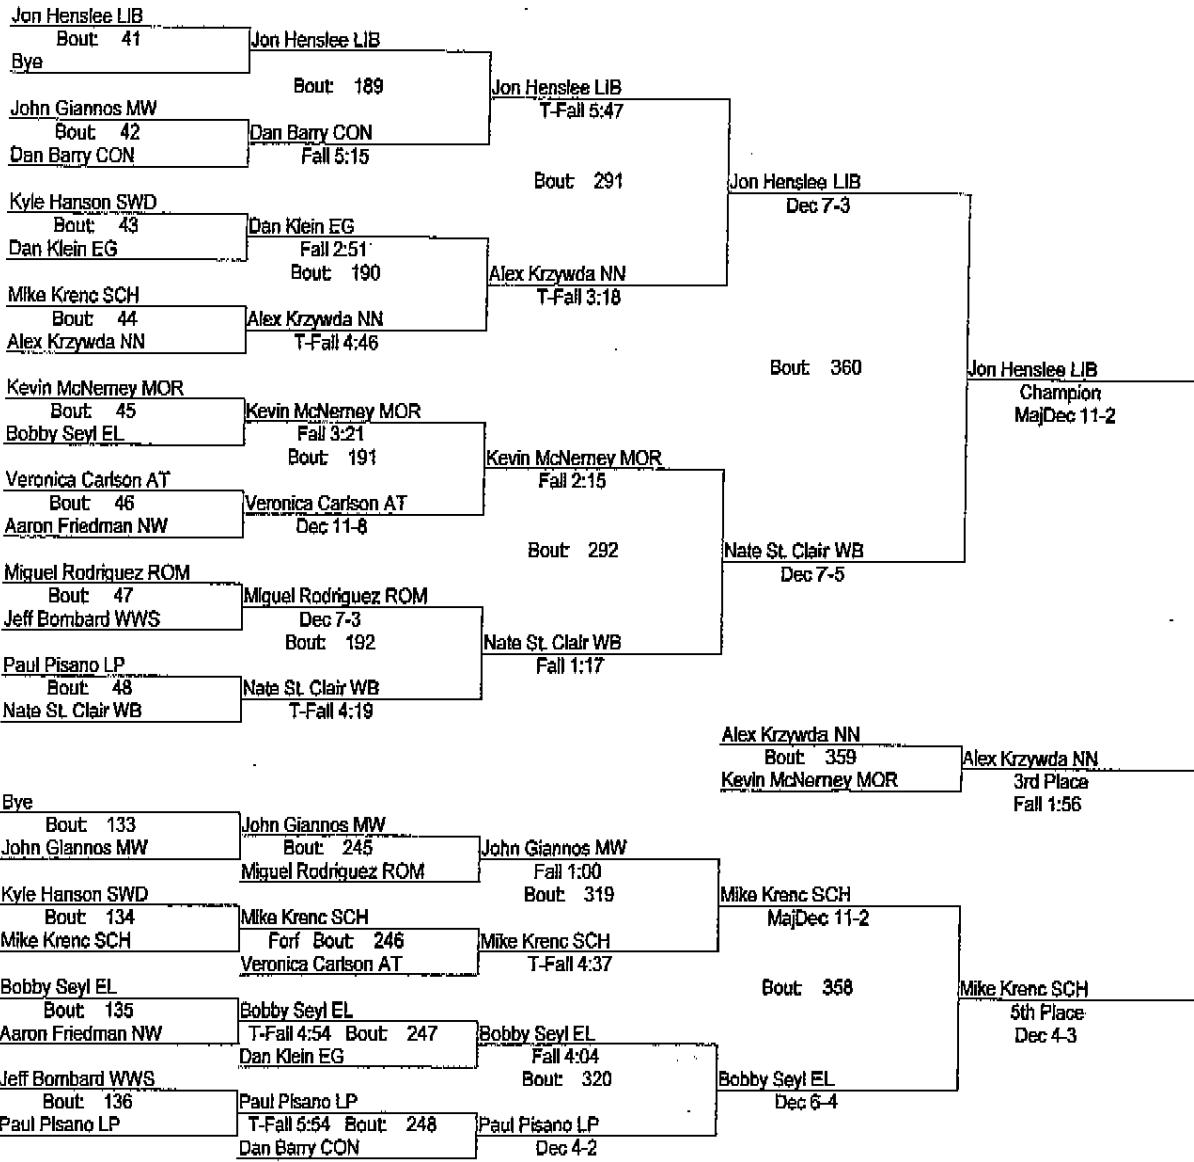 Jon Henslee LIB
Bout: 41
Bye
Jon Henslee LIB
Bout: 189
John Giannos MW
Bout: 42
Dan Barry CON
Dan Barry CON
Fall 5:15
Jon Henslee LIB
T-Fall 5:47
Bout: 291
Kyle Hanson SWD
Bout: 43
Dan Klein EG
Dan Klein EG
Fall 2:51
Bout: 190
Mike Krenc SCH
Bout: 44
Alex Krzywda NN
Alex Krzywda NN
T-Fall 4:46
Alex Krzywda NN
T-Fall 3:18
Jon Henslee LIB
Dec 7-3
Bout: 360
Jon Henslee LIB
Champion
MajDec 11-2
Kevin McNerney MOR
Bout: 45
Bobby Seyl EL
Kevin McNerney MOR
Fall 3:21
Bout: 191
Veronica Carlson AT
Bout: 46
Aaron Friedman NW
Veronica Carlson AT
Dec 11-8
Kevin McNerney MOR
Fall 2:15
Bout: 292
Miguel Rodriguez ROM
Bout: 47
Jeff Bombard WWS
Miguel Rodriguez ROM
Dec 7-3
Bout: 192
Paul Pisano LP
Bout: 48
Nate St. Clair WB
Nate St. Clair WB
T-Fall 4:19
Nate St. Clair WB
Fall 1:17
Nate St. Clair WB
Dec 7-5
Alex Krzywda NN
Bout: 359
Kevin McNerney MOR
Alex Krzywda NN
3rd Place
Fall 1:56
Bye
Bout: 133
John Giannos MW
John Giannos MW
Bout: 245
Miguel Rodriguez ROM
John Giannos MW
Fall 1:00
Bout: 319
Kyle Hanson SWD
Bout: 134
Mike Krenc SCH
Mike Krenc SCH
Forf Bout: 246
Veronica Carlson AT
Mike Krenc SCH
T-Fall 4:37
Mike Krenc SCH
MajDec 11-2
Bout: 358
Mike Krenc SCH
5th Place
Dec 4-3
Bobby Seyl EL
Bout: 135
Aaron Friedman NW
Bobby Seyl EL
T-Fall 4:54 Bout: 247
Dan Klein EG
Bobby Seyl EL
Fall 4:04
Bout: 320
Jeff Bombard WWS
Bout: 136
Paul Pisano LP
Paul Pisano LP
T-Fall 5:54 Bout: 248
Dan Barry CON
Paul Pisano LP
Dec 4-2
Bobby Seyl EL
Dec 6-4